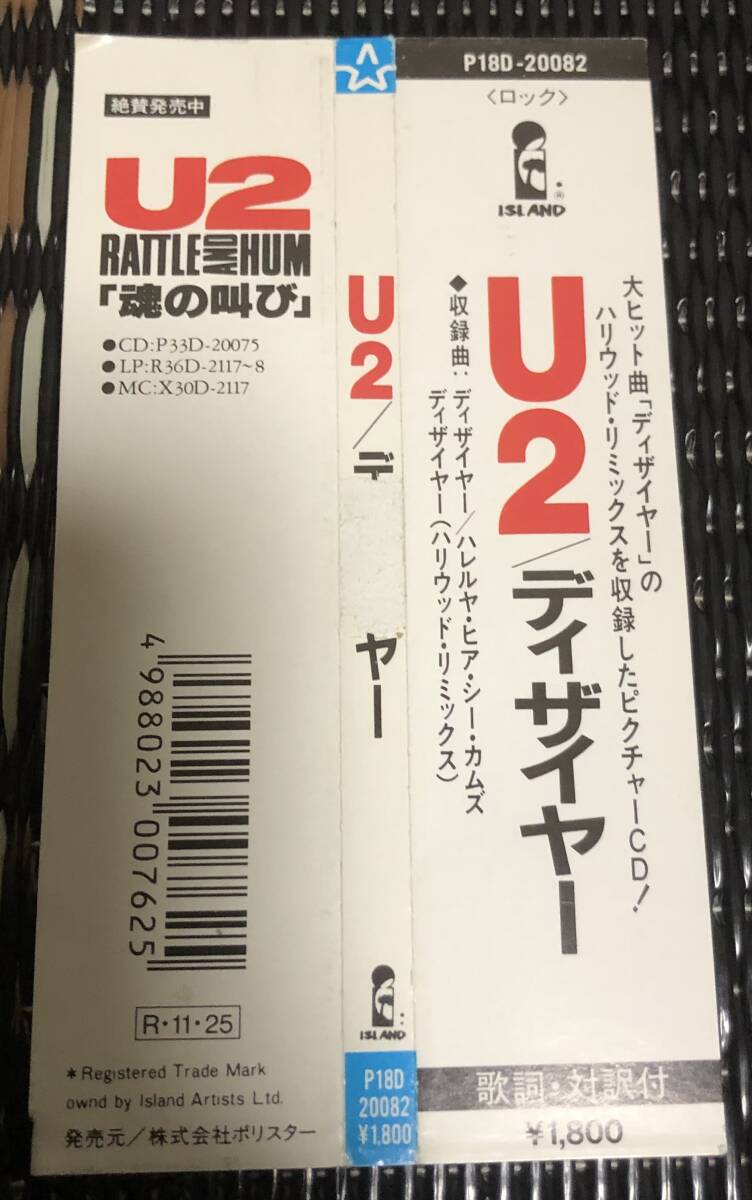 絶賛発売中
U2
RATTLE AND HUM
「魂の叫び」
●CD:P33D-20075
●LP:R36D-2117~8
●MC:X30D-2117
4988023 007625
R・11・25
＊Registered Trade Mark
ownd by Island Artists Ltd.
発売元／株式会社ポリスター
U2／デ
ヤー
ISLAND
P18D
20082
¥1,800
P18D-20082
〈ロック〉
®
ISLAND
大ヒット曲「ディザイヤー」の
ハリウッド・リミックスを収録したピクチャーCD!
U2／ディザイヤー
◆収録曲：ディザイヤー／ハレルヤ・ヒア・シー・カムズ
ディザイヤー（ハリウッド・リミックス）
歌詞・対訳付
¥1,800